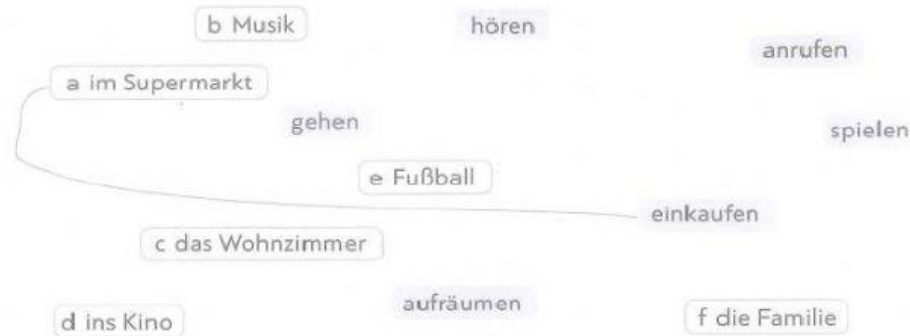 b Musik
hören
anrufen
a im Supermarkt
gehen
spielen
e Fußball
einkaufen
c das Wohnzimmer
aufräumen
d ins Kino
f die Familie